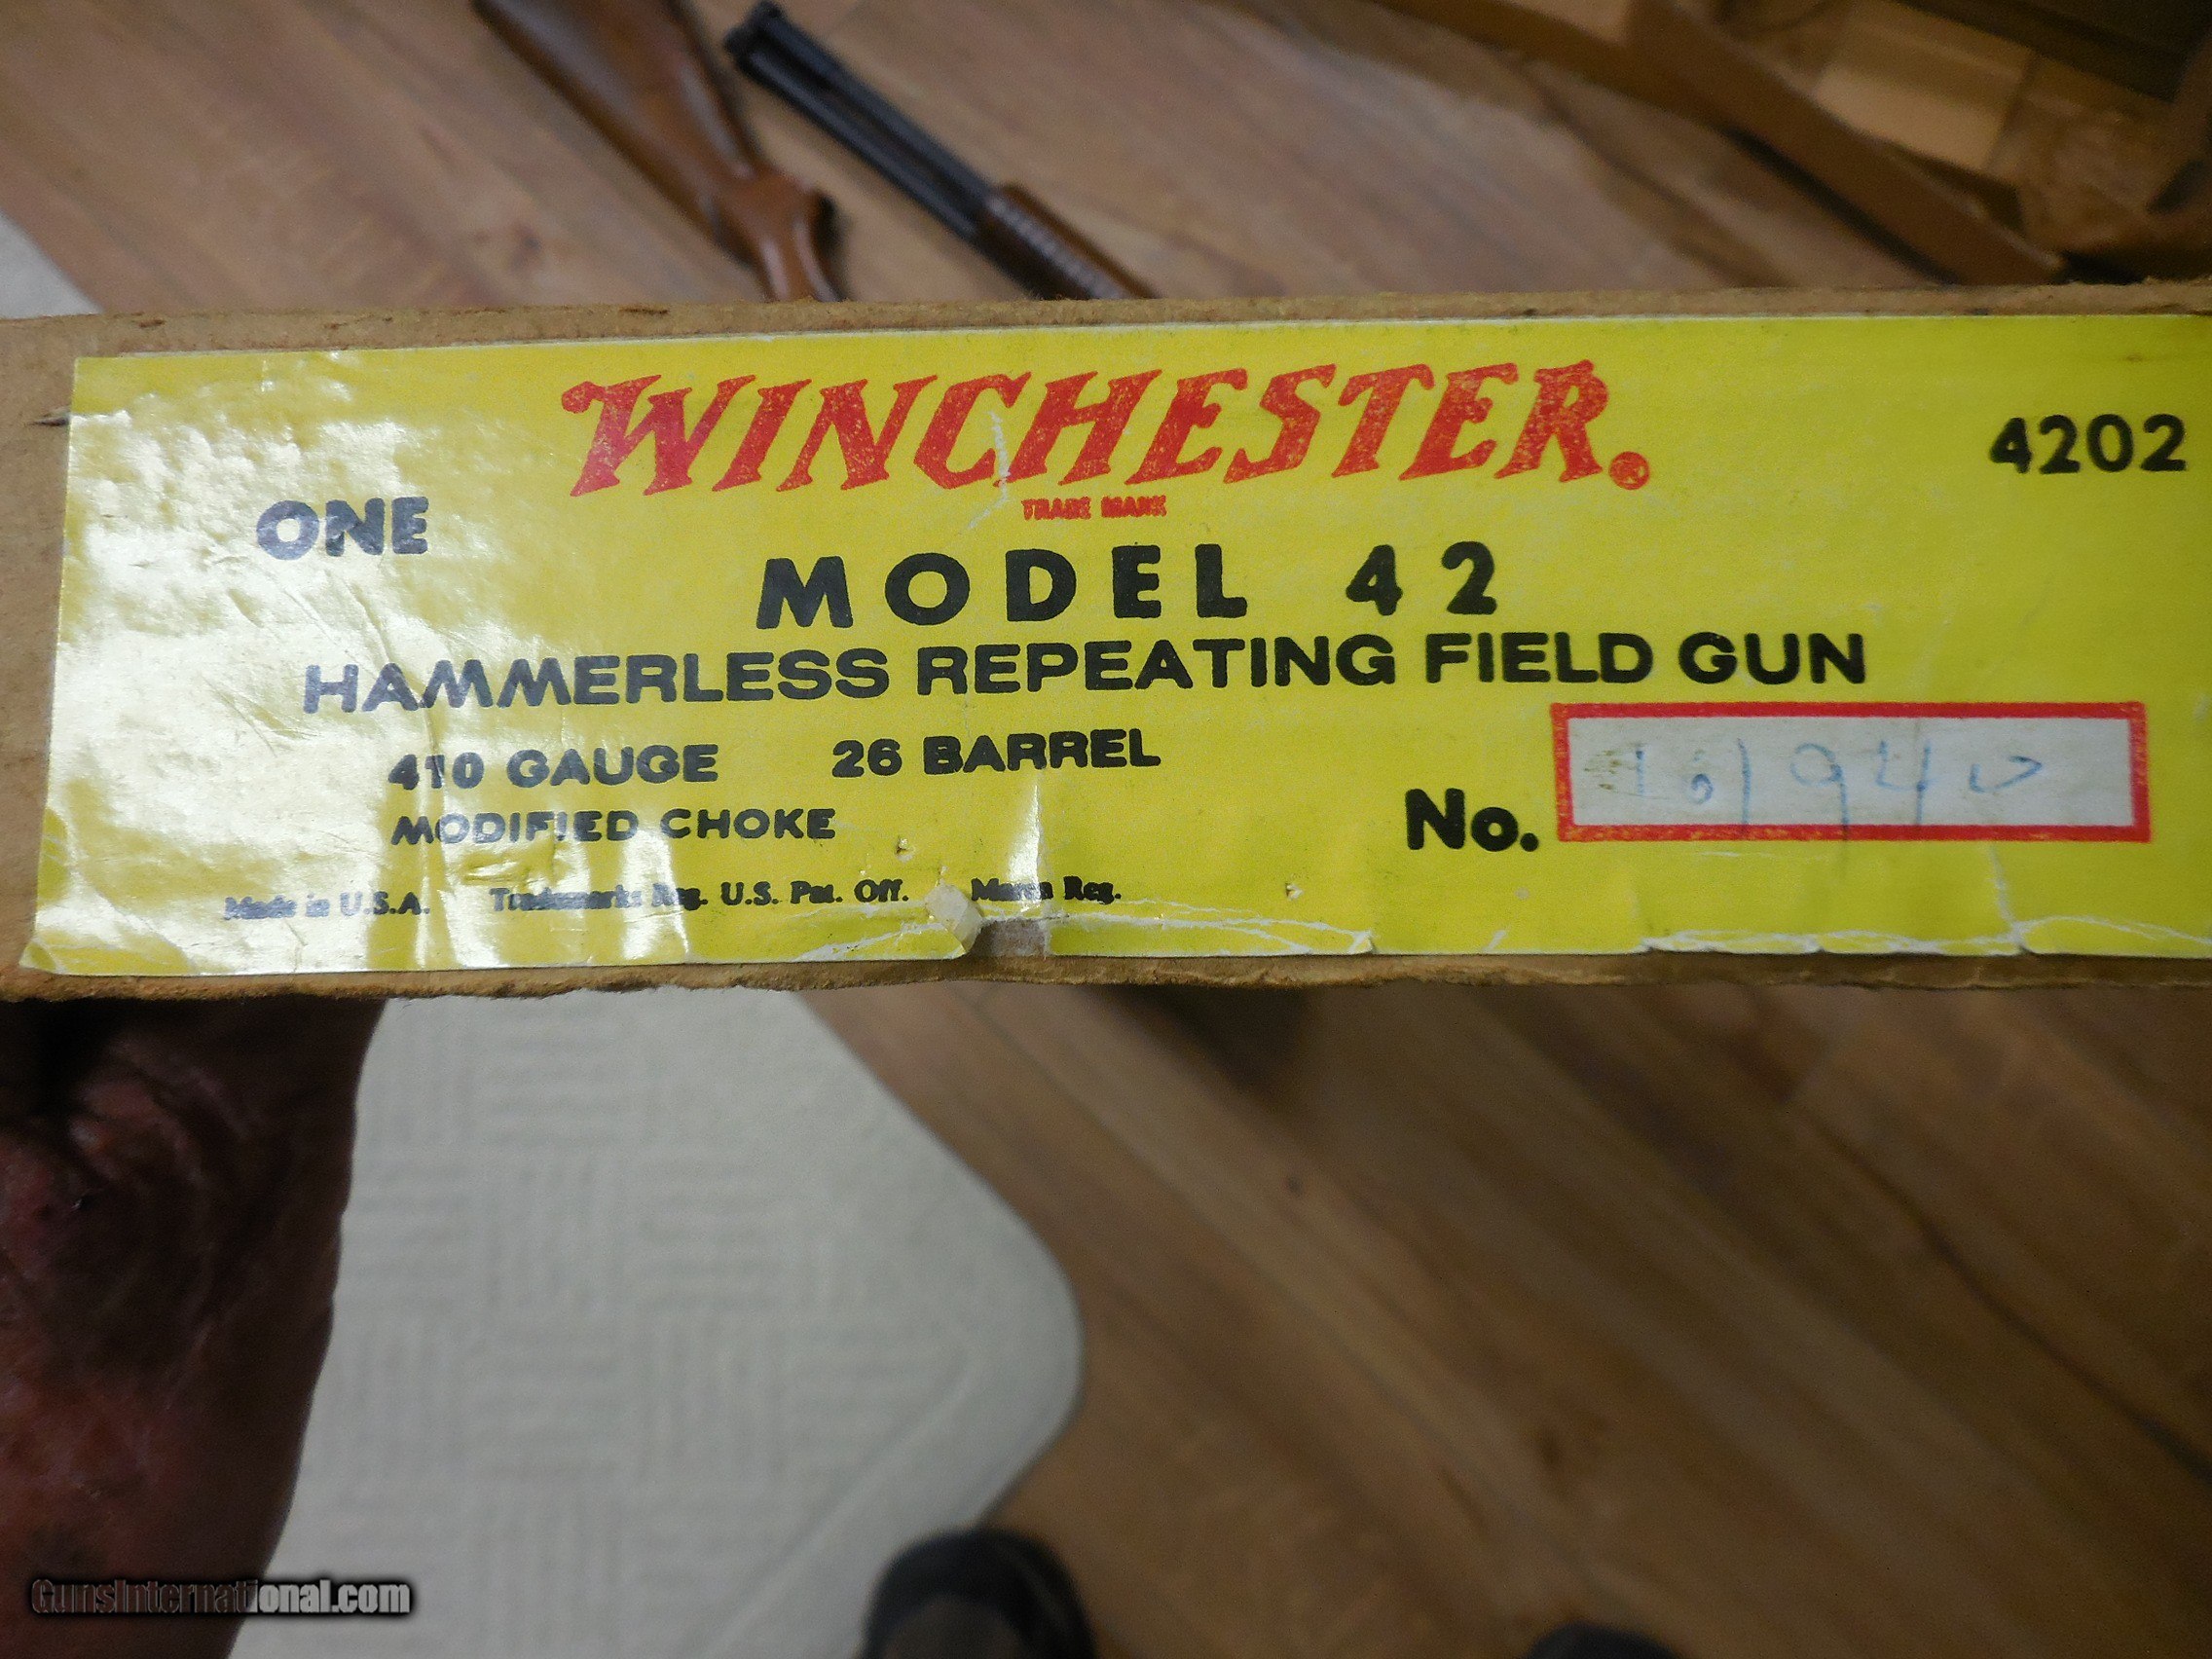 WINCHESTER.
TRADE MARK
4202
ONE
MODEL 42
HAMMERLESS REPEATING FIELD GUN
410 GAUGE 26 BARREL
MODIFIED CHOKE
No.
Made in U.S.A. Trademarks Reg. U.S. Pat. Off. Marca Reg.
GunsInternational.com